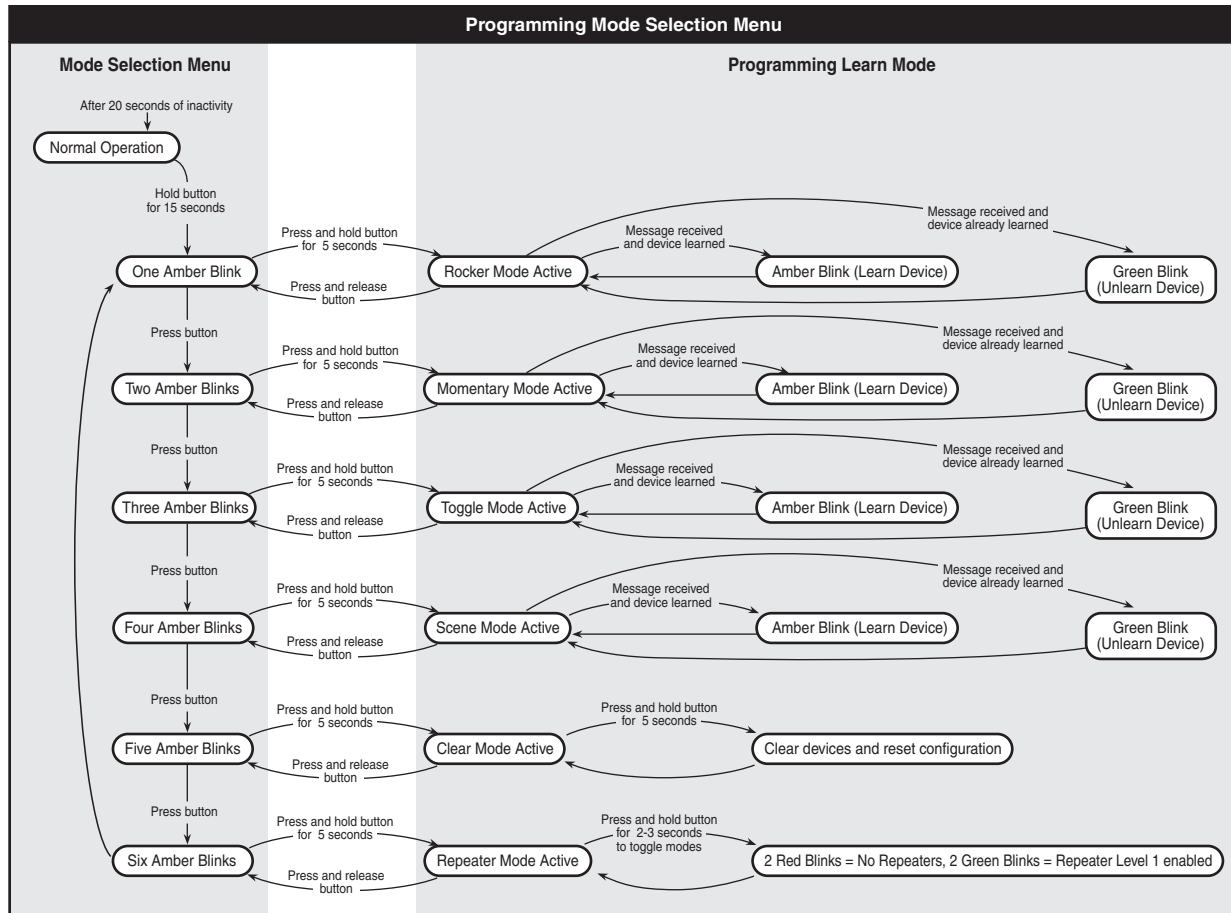 Programming Mode Selection Menu
Mode Selection Menu
Programming Learn Mode
After 20 seconds of inactivity
Normal Operation
Hold button
for 15 seconds
Press and hold button
for 5 seconds
Message received
and device learned
Message received and
device already learned
One Amber Blink
Rocker Mode Active
Amber Blink (Learn Device)
Green Blink
(Unlearn Device)
Press and release
button
Press button
Press and hold button
for 5 seconds
Message received
and device learned
Message received and
device already learned
Two Amber Blinks
Momentary Mode Active
Amber Blink (Learn Device)
Green Blink
(Unlearn Device)
Press and release
button
Press button
Press and hold button
for 5 seconds
Message received
and device learned
Message received and
device already learned
Three Amber Blinks
Toggle Mode Active
Amber Blink (Learn Device)
Green Blink
(Unlearn Device)
Press and release
button
Press button
Press and hold button
for 5 seconds
Message received
and device learned
Message received and
device already learned
Four Amber Blinks
Scene Mode Active
Amber Blink (Learn Device)
Green Blink
(Unlearn Device)
Press and release
button
Press button
Press and hold button
for 5 seconds
Press and hold button
for 5 seconds
Five Amber Blinks
Clear Mode Active
Clear devices and reset configuration
Press and release
button
Press button
Press and hold button
for 5 seconds
Press and hold button
for 2-3 seconds
to toggle modes
Six Amber Blinks
Repeater Mode Active
2 Red Blinks = No Repeaters, 2 Green Blinks = Repeater Level 1 enabled
Press and release
button